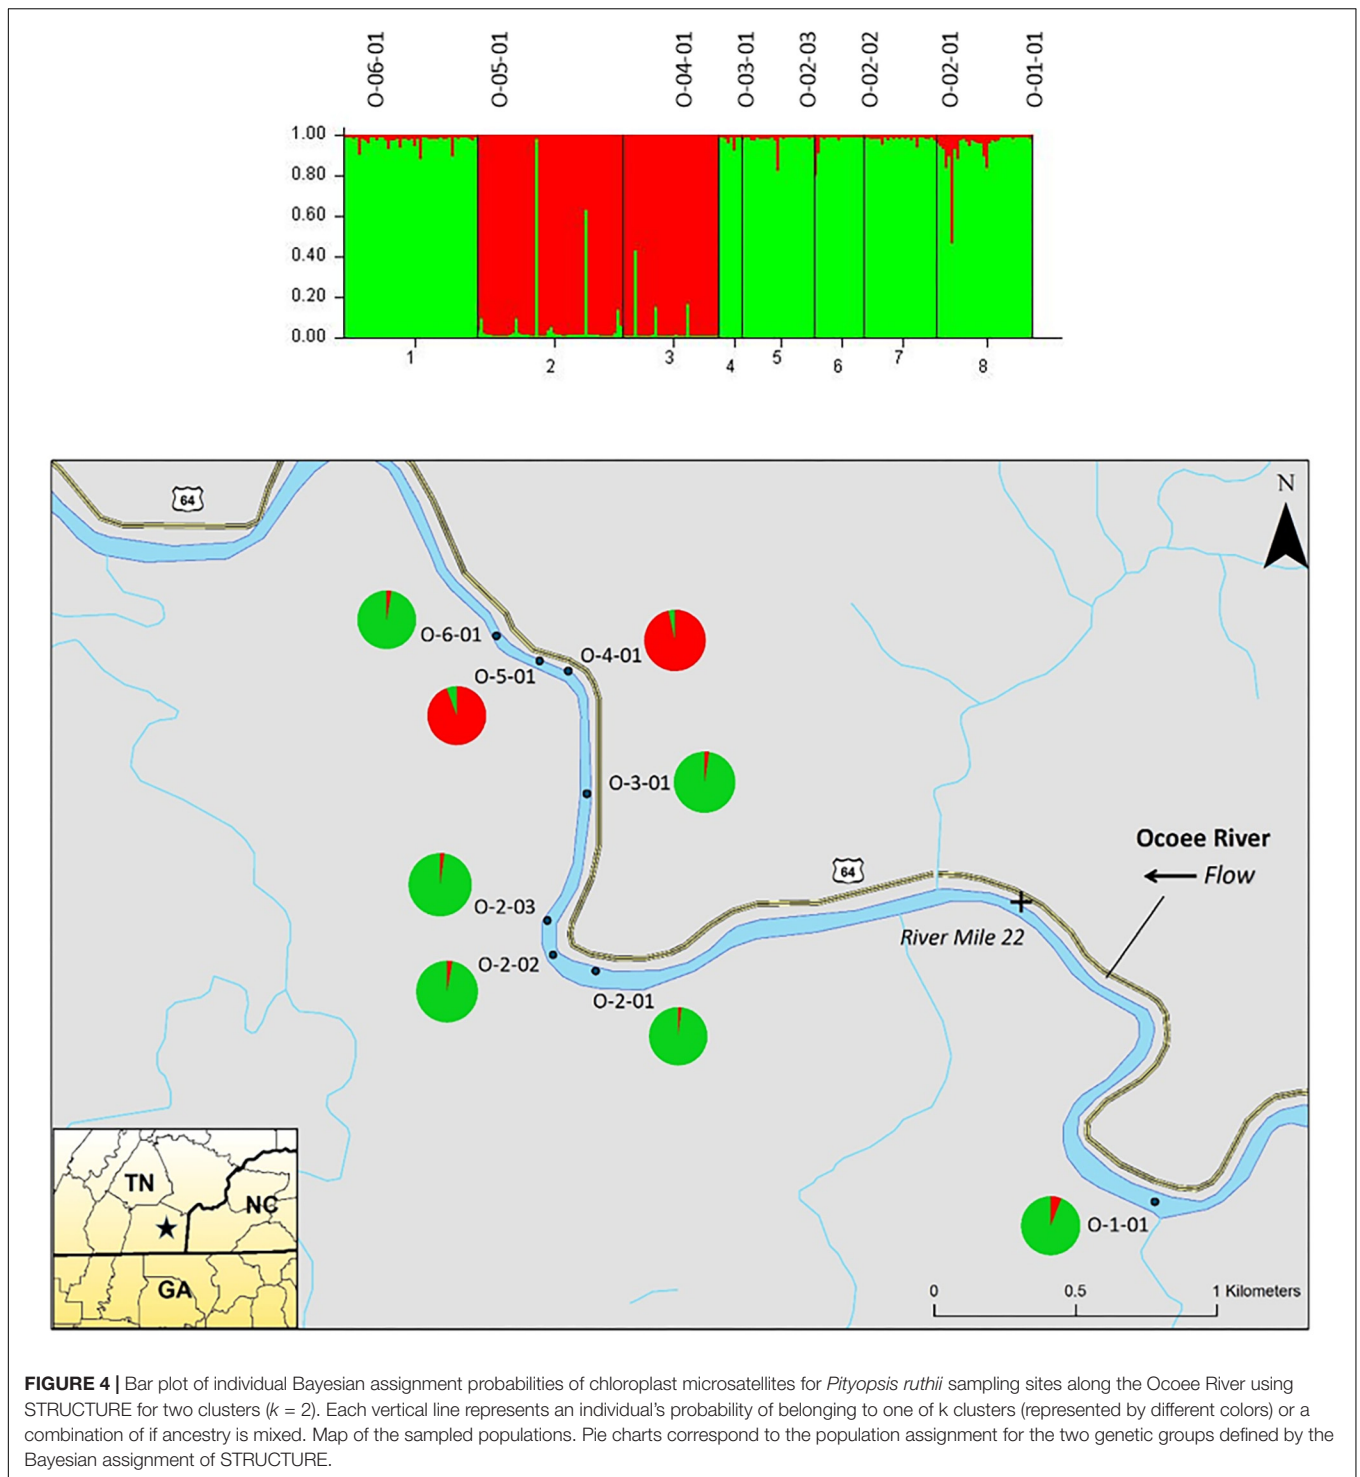 O-06-01
O-05-01
O-04-01
O-03-01
O-02-03
O-02-02
O-02-01
O-01-01
1.00
0.80
0.60
0.40
0.20
0.00
1 2 3 4 5 6 7 8
64
N
O-6-01
O-4-01
O-5-01
O-3-01
Ocoee River
64
Flow
O-2-03
River Mile 22
O-2-02
O-2-01
TN
NC
GA
O-1-01
0 0.5 1 Kilometers
FIGURE 4 | Bar plot of individual Bayesian assignment probabilities of chloroplast microsatellites for Pityopsis ruthii sampling sites along the Ocoee River using
STRUCTURE for two clusters (k = 2). Each vertical line represents an individual's probability of belonging to one of k clusters (represented by different colors) or a
combination of if ancestry is mixed. Map of the sampled populations. Pie charts correspond to the population assignment for the two genetic groups defined by the
Bayesian assignment of STRUCTURE.